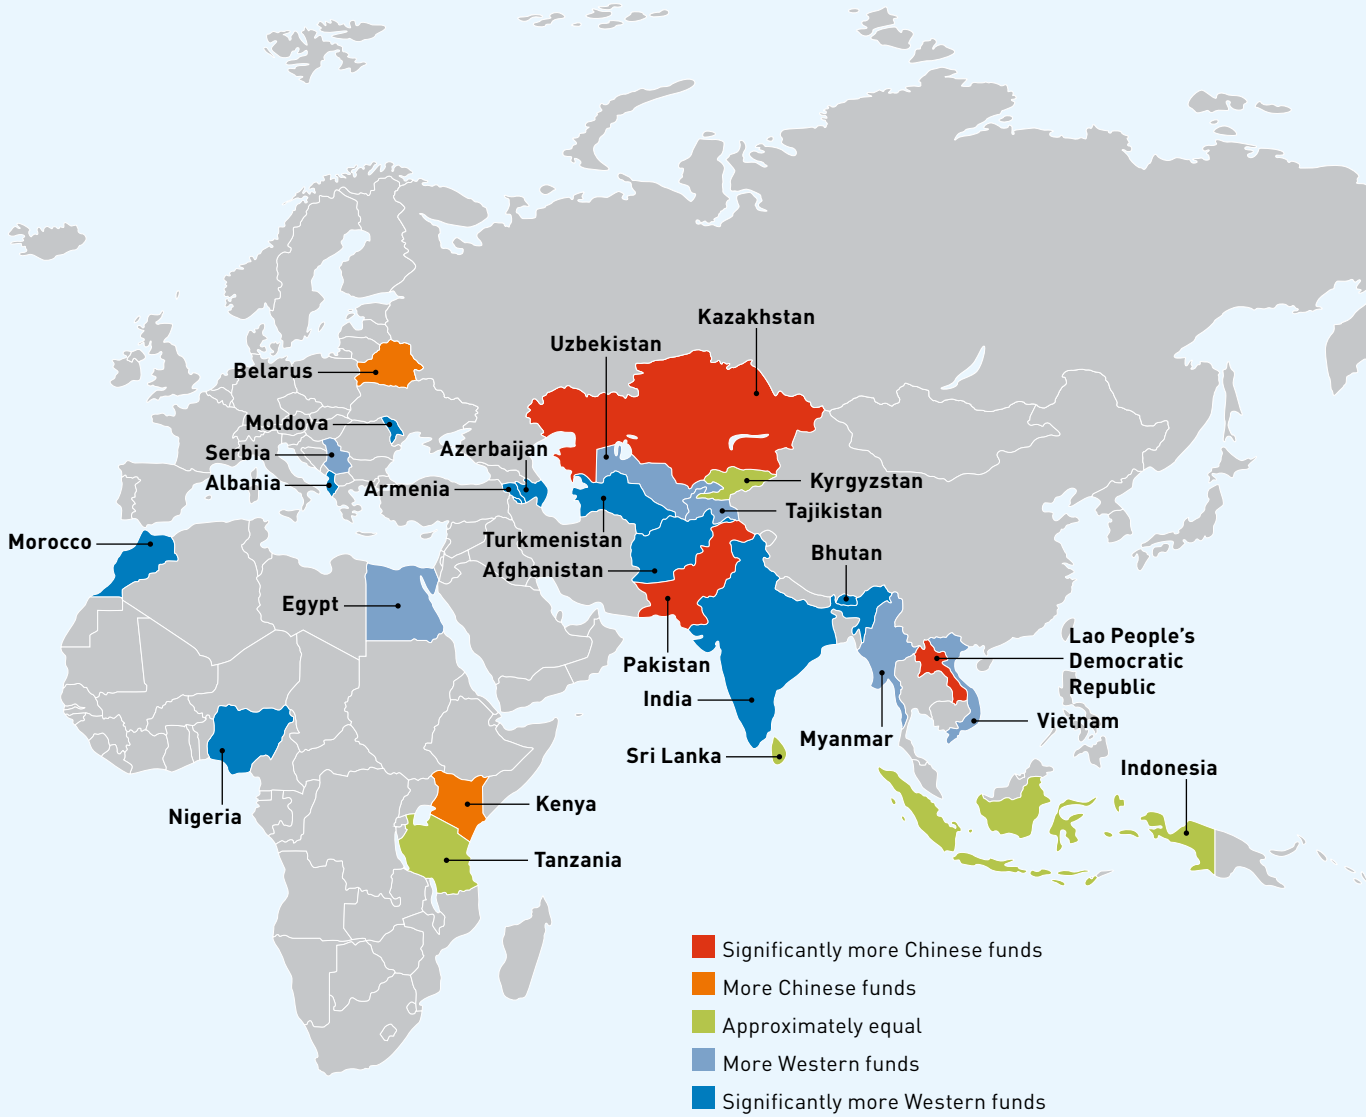 Kazakhstan
Uzbekistan
Belarus
Moldova
Serbia
Azerbaijan
Albania
Armenia
Kyrgyzstan
Tajikistan
Morocco
Turkmenistan
Bhutan
Afghanistan
Egypt
Lao People’s
Democratic
Republic
Pakistan
India
Vietnam
Myanmar
Sri Lanka
Indonesia
Nigeria
Kenya
Tanzania
Significantly more Chinese funds
More Chinese funds
Approximately equal
More Western funds
Significantly more Western funds